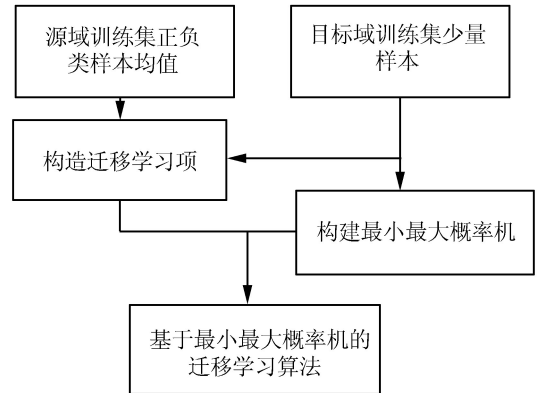 源域训练集正负
类样本均值
目标域训练集少量
样本
构造迁移学习项
构建最小最大概率机
基于最小最大概率机的
迁移学习算法